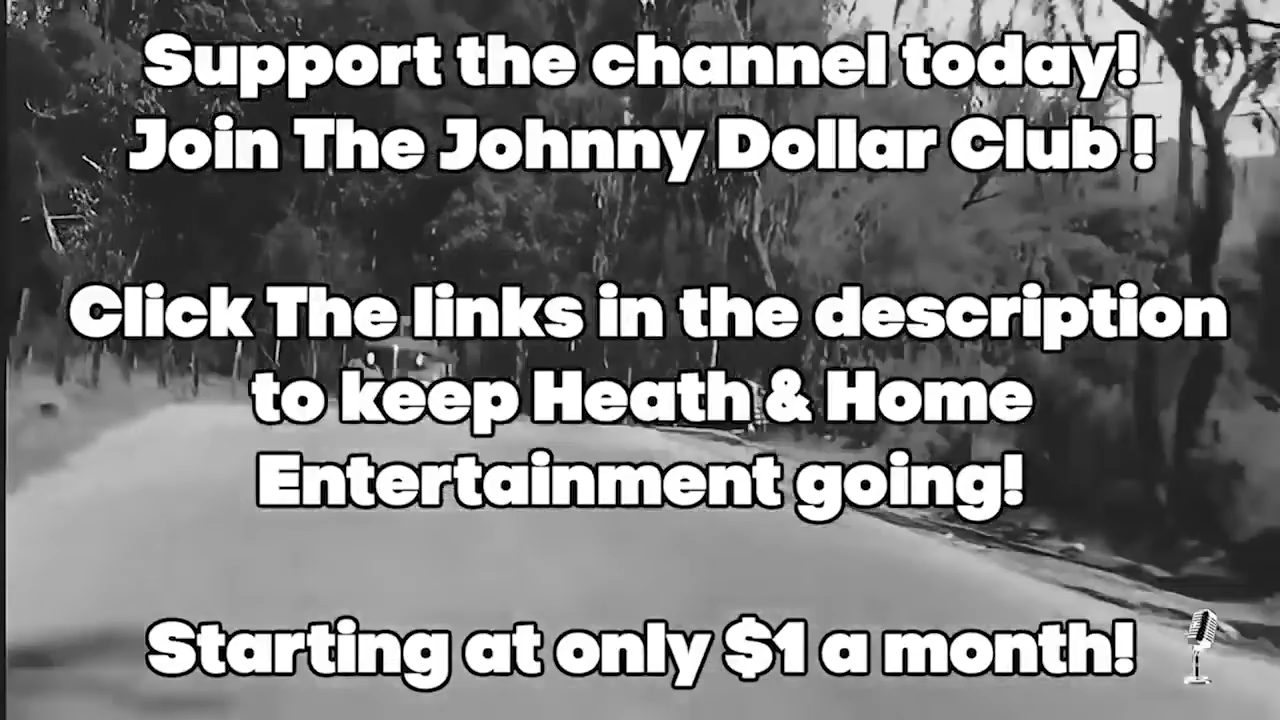 Support the channel today!
Join The Johnny Dollar Club !
Click The links in the description
to keep Heath & Home
Entertainment going!
Starting at only $1 a month!